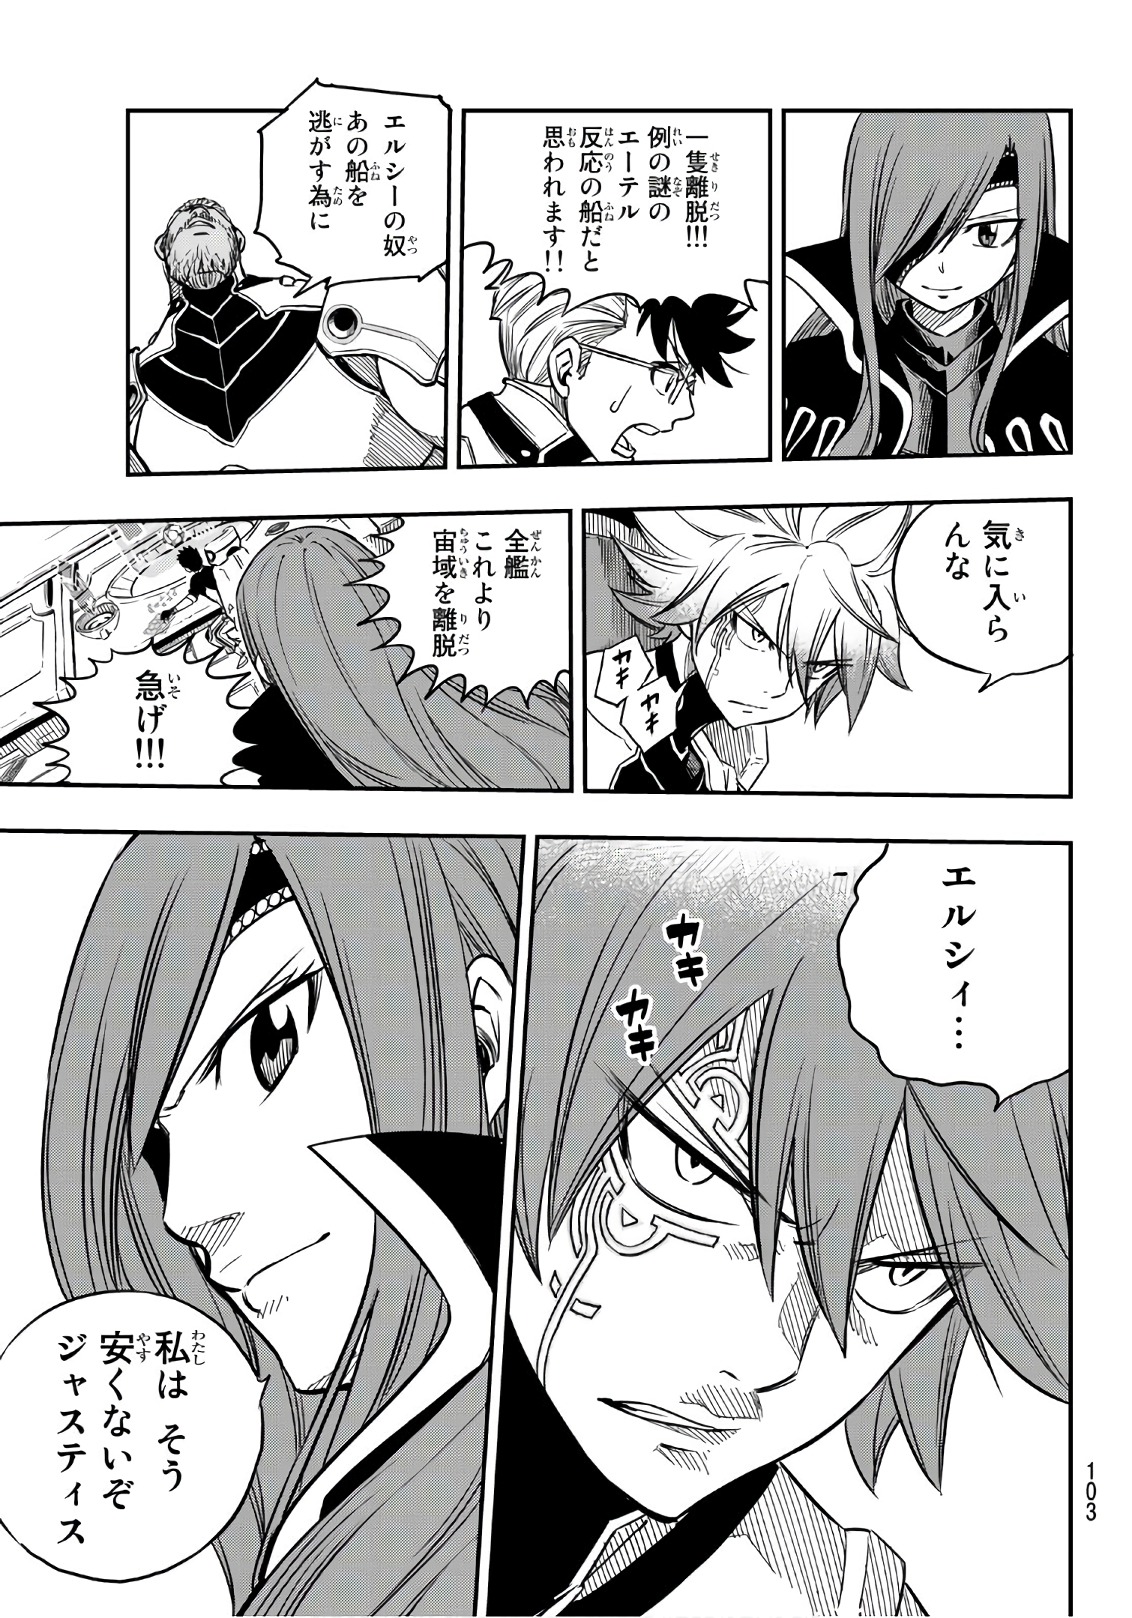 一隻離脱!!!
例の謎の
エーテル
反応の船だと
思われます!!
エルシーの奴
あの船を
逃がす為に
気に入ら
んな
カキ
カキ
全艦
これより
宙域を離脱
急げ!!!
エルシィ…
カキ
カキ
私は そう
安くないぞ
ジャスティス
103